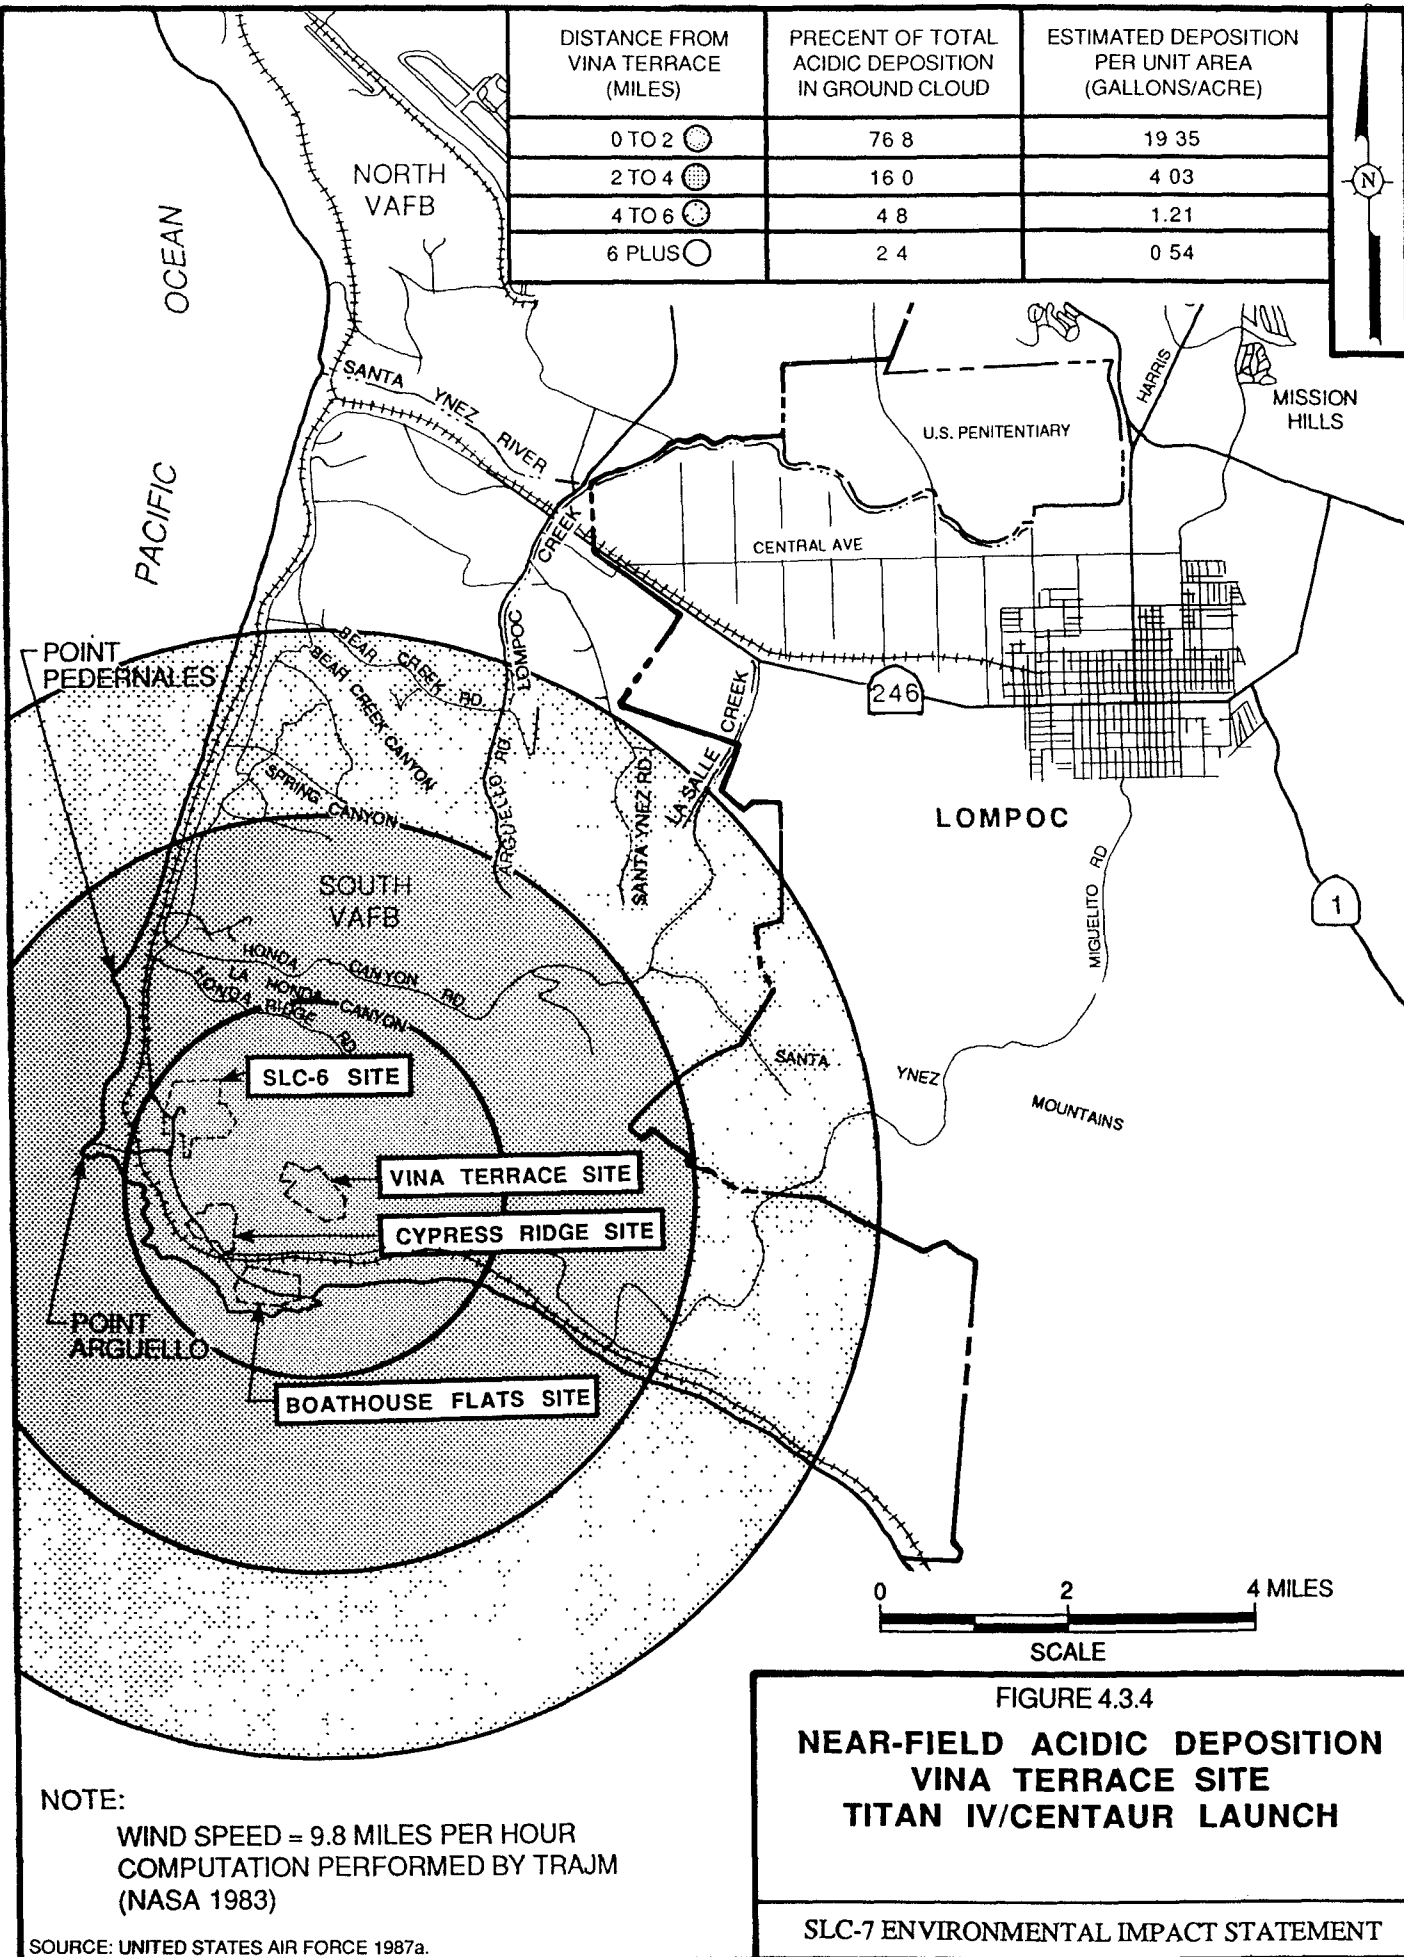 DISTANCE FROM
VINA TERRACE
(MILES)
PRECENT OF TOTAL
ACIDIC DEPOSITION
IN GROUND CLOUD
ESTIMATED DEPOSITION
PER UNIT AREA
(GALLONS/ACRE)
0 TO 2
76 8
19 35
2 TO 4
16 0
4 03
4 TO 6
4 8
1.21
6 PLUS
2 4
0 54
N
NORTH
VAFB
PACIFIC OCEAN
SANTA YNEZ RIVER
HARRIS
MISSION
HILLS
U.S. PENITENTIARY
CREEK
LOMPOC
CENTRAL AVE
POINT
PEDERNALES
BEAR CREEK RD.
BEAR CREEK CANYON
LA SALLE CREEK
246
SPRING CANYON
ARGUELLO RD.
SANTA YNEZ RD.
LOMPOC
MIGUELITO RD
1
SOUTH
VAFB
HONDA CANYON RD.
LA HONDA CANYON
HONDA RIDGE RD.
SLC-6 SITE
SANTA YNEZ
MOUNTAINS
VINA TERRACE SITE
CYPRESS RIDGE SITE
POINT
ARGUELLO
BOATHOUSE FLATS SITE
0 2 4 MILES
SCALE
FIGURE 4.3.4
NEAR-FIELD ACIDIC DEPOSITION
VINA TERRACE SITE
TITAN IV/CENTAUR LAUNCH
NOTE:
WIND SPEED = 9.8 MILES PER HOUR
COMPUTATION PERFORMED BY TRAJM
(NASA 1983)
SLC-7 ENVIRONMENTAL IMPACT STATEMENT
SOURCE: UNITED STATES AIR FORCE 1987a.